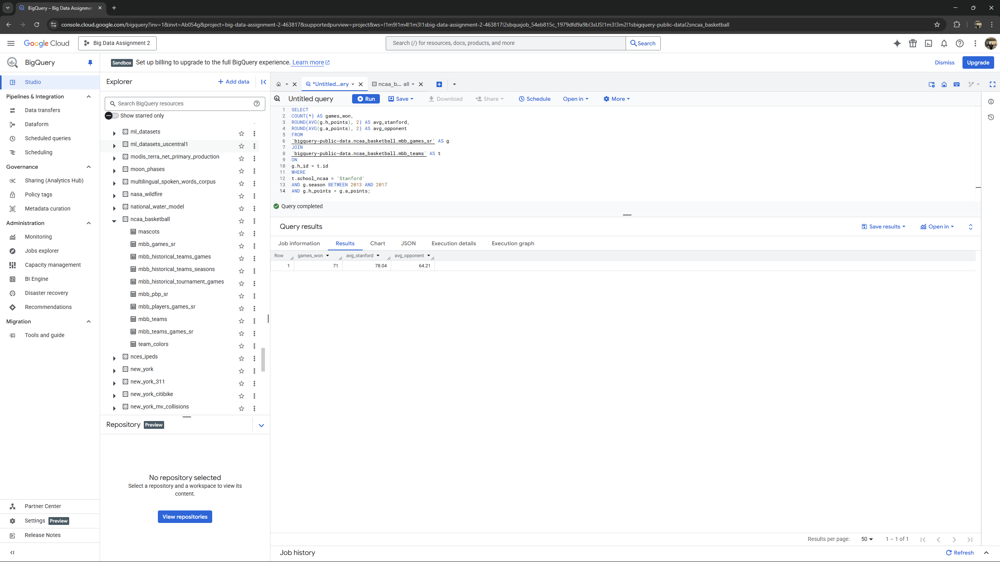 BigQuery – Big Data Assignmen
console.cloud.google.com/bigquery?inv=1&invt=Ab054g&project=big-data-assignment-2-463817&supportedpurview=project&ws=!1m9!1m4!1m3!1sbig-data-assignment-2-463817!2sbquxjob_54eb815c_1979dfd9a9b!3sUS!1m3!3m2!1sbigquery-public-data!2sncaa_basketball
Google Cloud
Big Data Assignment 2
Search (/) for resources, docs, products, and more
Search
BigQuery
Sandbox Set up billing to upgrade to the full BigQuery experience. Learn more
Dismiss
Upgrade
Studio
Pipelines & Integration
Data transfers
Dataform
Scheduled queries
Scheduling
Governance
Sharing (Analytics Hub)
Policy tags
Metadata curation
Administration
Monitoring
Jobs explorer
Capacity management
BI Engine
Disaster recovery
Recommendations
Migration
Tools and guide
Partner Center
Settings Preview
Release Notes
Explorer
+ Add data
Search BigQuery resources
Show starred only
ml_datasets
ml_datasets_uscentral1
modis_terra_net_primary_production
moon_phases
multilingual_spoken_words_corpus
nasa_wildfire
national_water_model
ncaa_basketball
mascots
mbb_games_sr
mbb_historical_teams_games
mbb_historical_teams_seasons
mbb_historical_tournament_games
mbb_pbp_sr
mbb_players_games_sr
mbb_teams
mbb_teams_games_sr
team_colors
nces_ipeds
new_york
new_york_311
new_york_citibike
new_york_mv_collisions
Repository Preview
No repository selected
Select a repository and a workspace to view its
content.
View repositories
*Untitled...ery
ncaa_b... all
Untitled query
Run
Save
Download
Share
Schedule
Open in
More
1 SELECT
2 COUNT(*) AS games_won,
3 ROUND(AVG(g.h_points), 2) AS avg_stanford,
4 ROUND(AVG(g.a_points), 2) AS avg_opponent
5 FROM
6 `bigquery-public-data.ncaa_basketball.mbb_games_sr` AS g
7 JOIN
8 `bigquery-public-data.ncaa_basketball.mbb_teams` AS t
9 ON
10 g.h_id = t.id
11 WHERE
12 t.school_ncaa = 'Stanford'
13 AND g.season BETWEEN 2013 AND 2017
14 AND g.h_points > g.a_points;
Query completed
Query results
Save results
Open in
Job information
Results
Chart
JSON
Execution details
Execution graph
Row games_won avg_stanford avg_opponent
1 71 78.04 64.21
Results per page: 50 1 – 1 of 1
Job history
Refresh